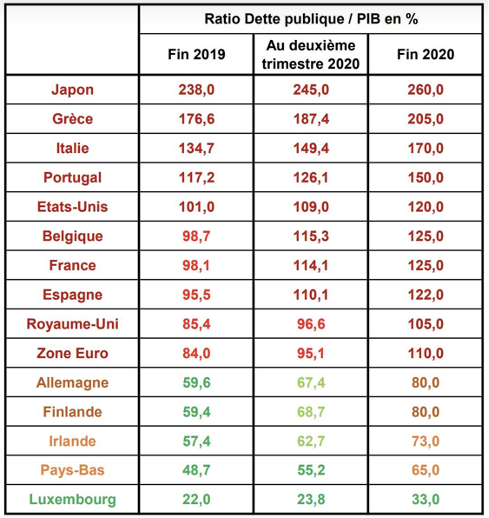 Ratio Dette publique / PIB en %
Fin 2019 Au deuxième trimestre 2020 Fin 2020
Japon 238,0 245,0 260,0
Grèce 176,6 187,4 205,0
Italie 134,7 149,4 170,0
Portugal 117,2 126,1 150,0
Etats-Unis 101,0 109,0 120,0
Belgique 98,7 115,3 125,0
France 98,1 114,1 125,0
Espagne 95,5 110,1 122,0
Royaume-Uni 85,4 96,6 105,0
Zone Euro 84,0 95,1 110,0
Allemagne 59,6 67,4 80,0
Finlande 59,4 68,7 80,0
Irlande 57,4 62,7 73,0
Pays-Bas 48,7 55,2 65,0
Luxembourg 22,0 23,8 33,0